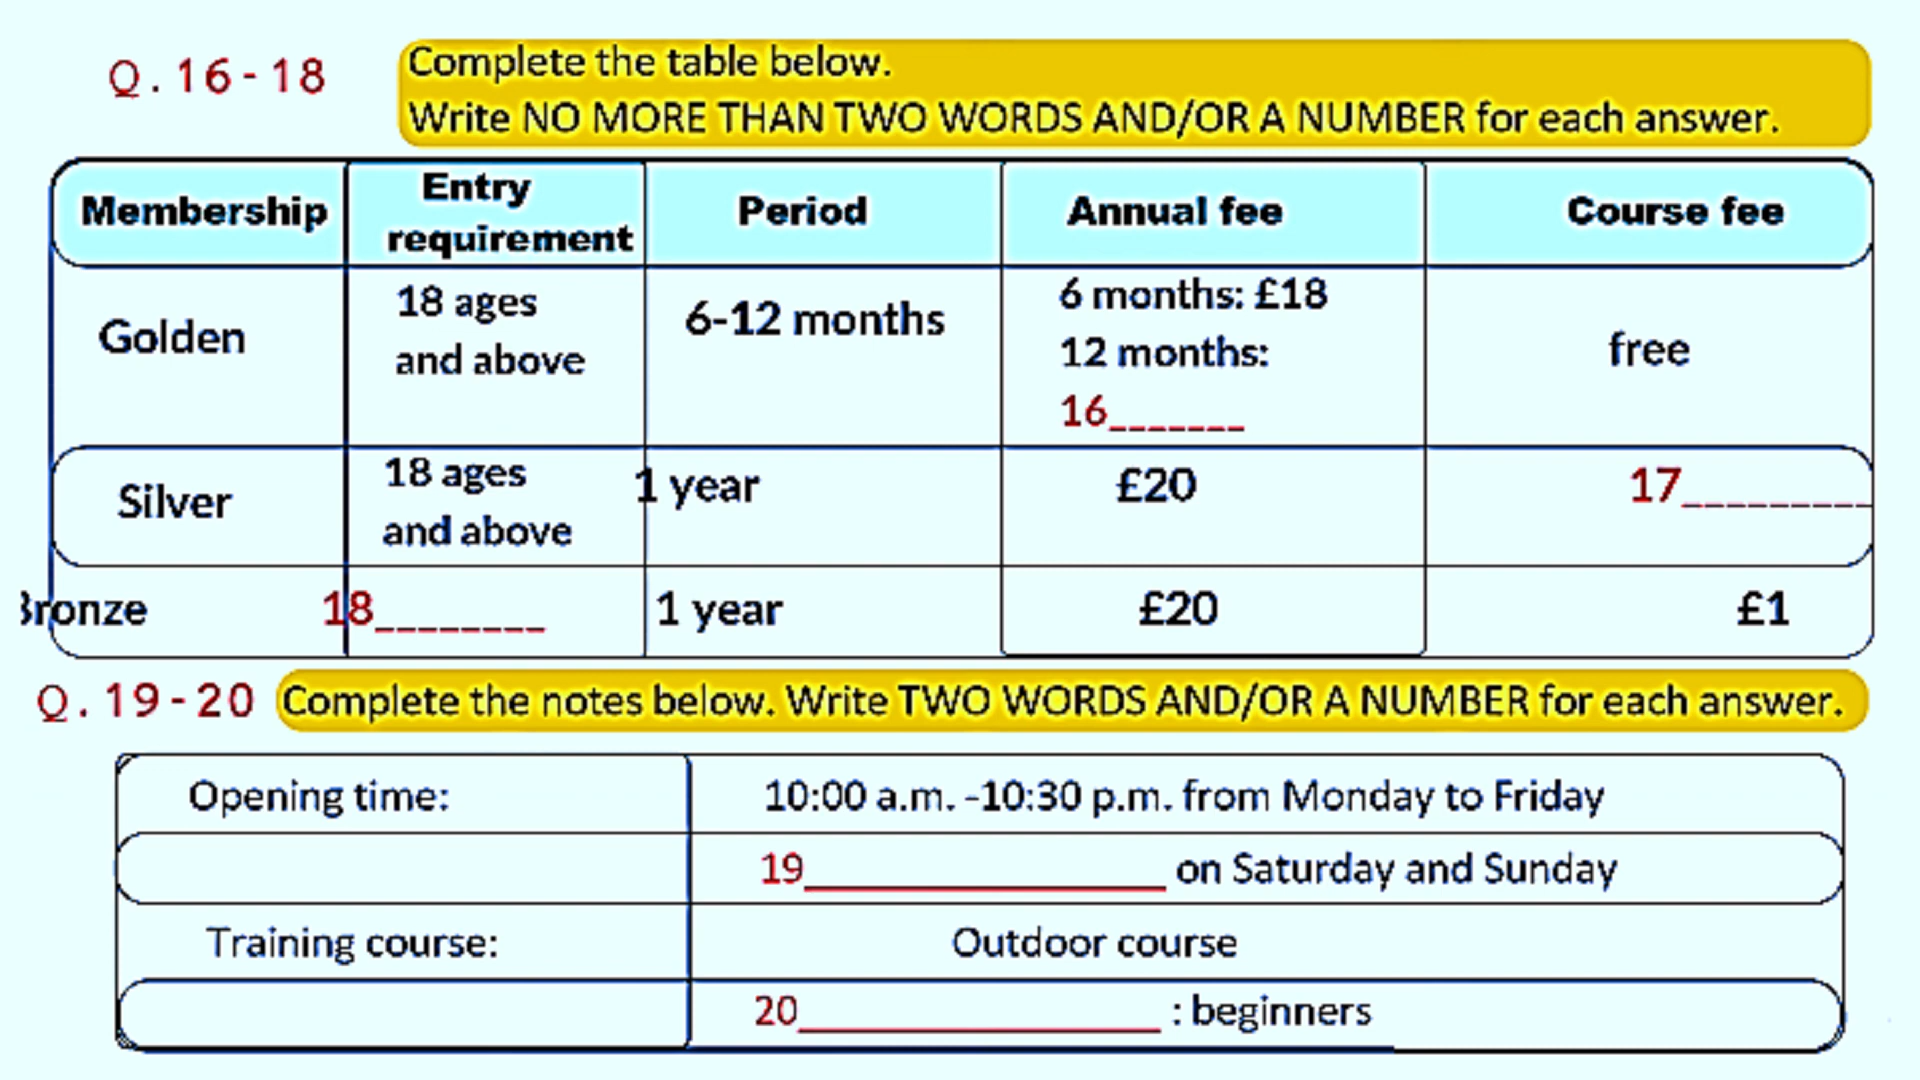 Q.16-18
Complete the table below.
Write NO MORE THAN TWO WORDS AND/OR A NUMBER for each answer.
Membership
Entry
requirement
Period
Annual fee
Course fee
Golden
18 ages
and above
6-12 months
6 months: £18
12 months:
16_______
free
Silver
18 ages
and above
1 year
£20
17_________
Bronze
18________
1 year
£20
£1
Q.19-20
Complete the notes below. Write TWO WORDS AND/OR A NUMBER for each answer.
Opening time:
10:00 a.m. -10:30 p.m. from Monday to Friday
19________________ on Saturday and Sunday
Training course:
Outdoor course
20________________ : beginners